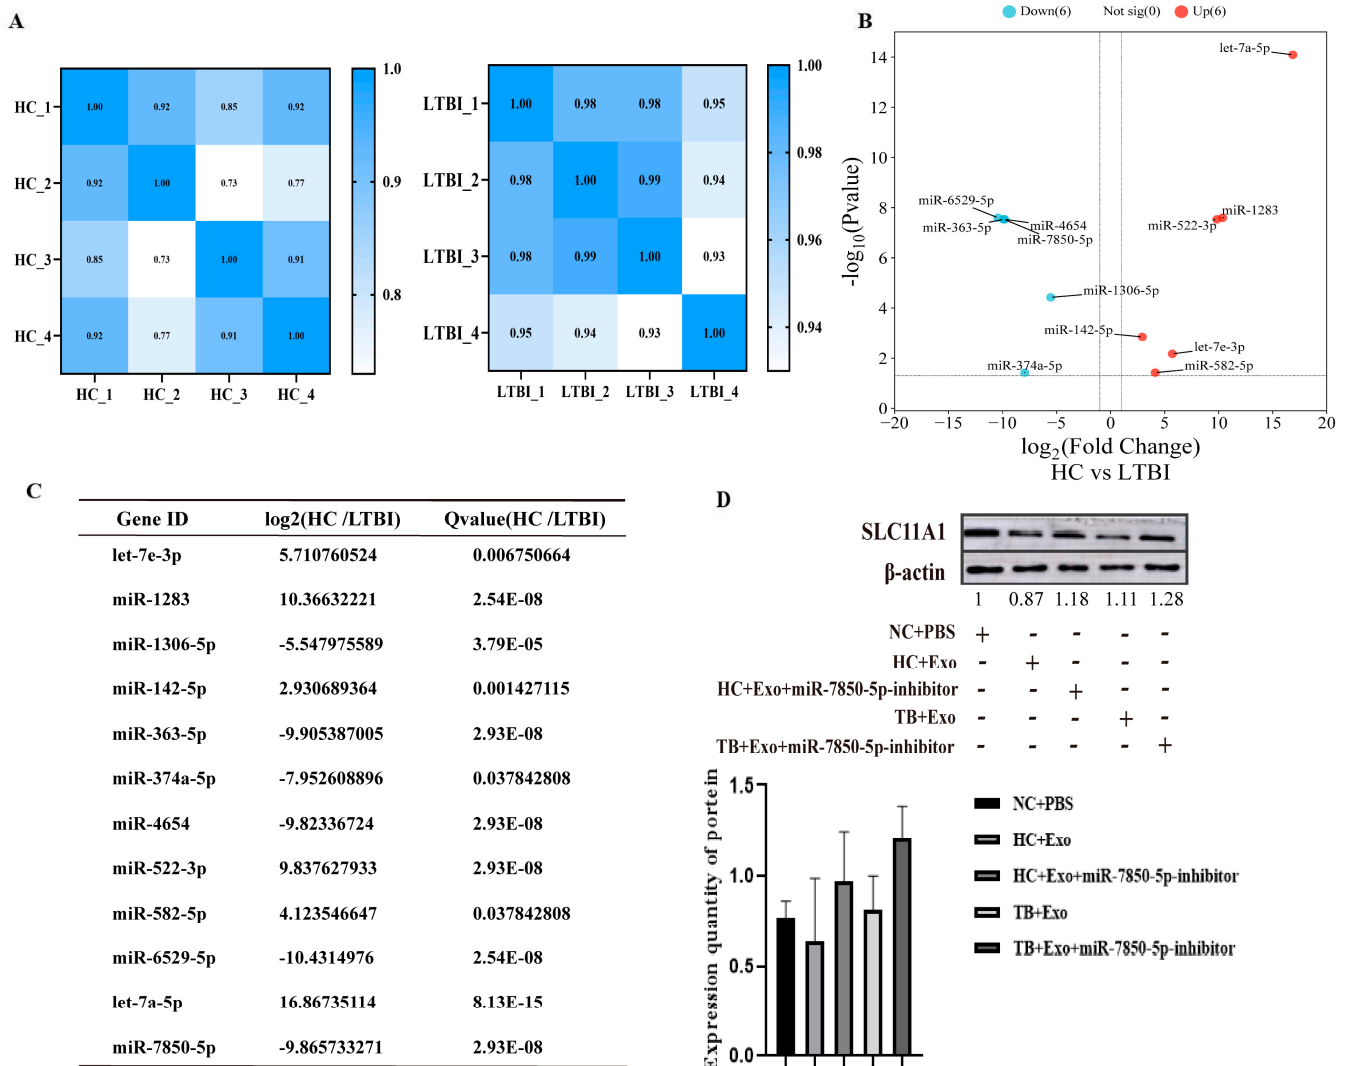 A
HC_1
HC_2
HC_3
HC_4
1.00 0.92 0.85 0.92
0.92 1.00 0.73 0.77
0.85 0.73 1.00 0.91
0.92 0.77 0.91 1.00
HC_1 HC_2 HC_3 HC_4
1.0
0.9
0.8
LTBI_1
LTBI_2
LTBI_3
LTBI_4
1.00 0.98 0.98 0.95
0.98 1.00 0.99 0.94
0.98 0.99 1.00 0.93
0.95 0.94 0.93 1.00
LTBI_1 LTBI_2 LTBI_3 LTBI_4
1.00
0.98
0.96
0.94
B
Down(6) Not sig(0) Up(6)
-log10(Pvalue)
14
12
10
8
6
4
2
0
let-7a-5p
miR-6529-5p
miR-363-5p
miR-4654
miR-7850-5p
miR-1283
miR-522-3p
miR-1306-5p
miR-142-5p
let-7e-3p
miR-374a-5p
miR-582-5p
−20 −15 −10 −5 0 5 10 15 20
log2(Fold Change)
HC vs LTBI
C
Gene ID log2(HC /LTBI) Qvalue(HC /LTBI)
let-7e-3p 5.710760524 0.006750664
miR-1283 10.36632221 2.54E-08
miR-1306-5p -5.547975589 3.79E-05
miR-142-5p 2.930689364 0.001427115
miR-363-5p -9.905387005 2.93E-08
miR-374a-5p -7.952608896 0.037842808
miR-4654 -9.82336724 2.93E-08
miR-522-3p 9.837627933 2.93E-08
miR-582-5p 4.123546647 0.037842808
miR-6529-5p -10.4314976 2.54E-08
let-7a-5p 16.86735114 8.13E-15
miR-7850-5p -9.865733271 2.93E-08
D
SLC11A1
β-actin
1 0.87 1.18 1.11 1.28
NC+PBS + - - - -
HC+Exo - + - - -
HC+Exo+miR-7850-5p-inhibitor - - + - -
TB+Exo - - - + -
TB+Exo+miR-7850-5p-inhibitor - - - - +
Expression quantity of portein
1.5
1.0
0.5
0.0
NC+PBS
HC+Exo
HC+Exo+miR-7850-5p-inhibitor
TB+Exo
TB+Exo+miR-7850-5p-inhibitor